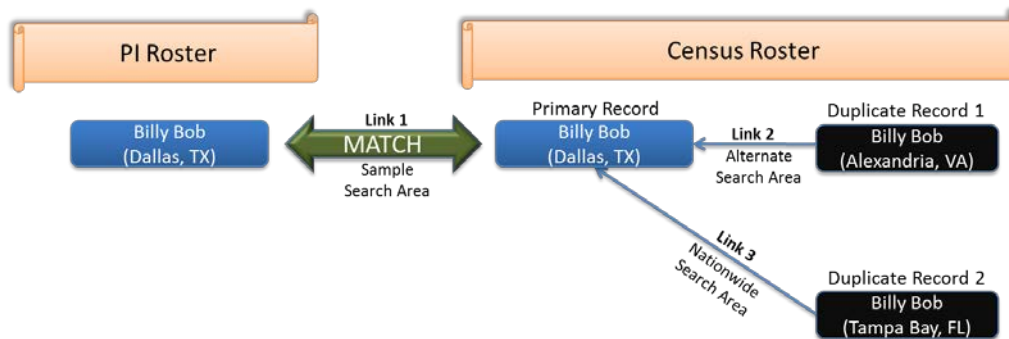 PI Roster
Census Roster
Primary Record
Duplicate Record 1
Billy Bob
(Dallas, TX)
Link 1
MATCH
Sample
Search Area
Billy Bob
(Dallas, TX)
Link 2
Alternate
Search Area
Billy Bob
(Alexandria, VA)
Link 3
Nationwide
Search Area
Duplicate Record 2
Billy Bob
(Tampa Bay, FL)